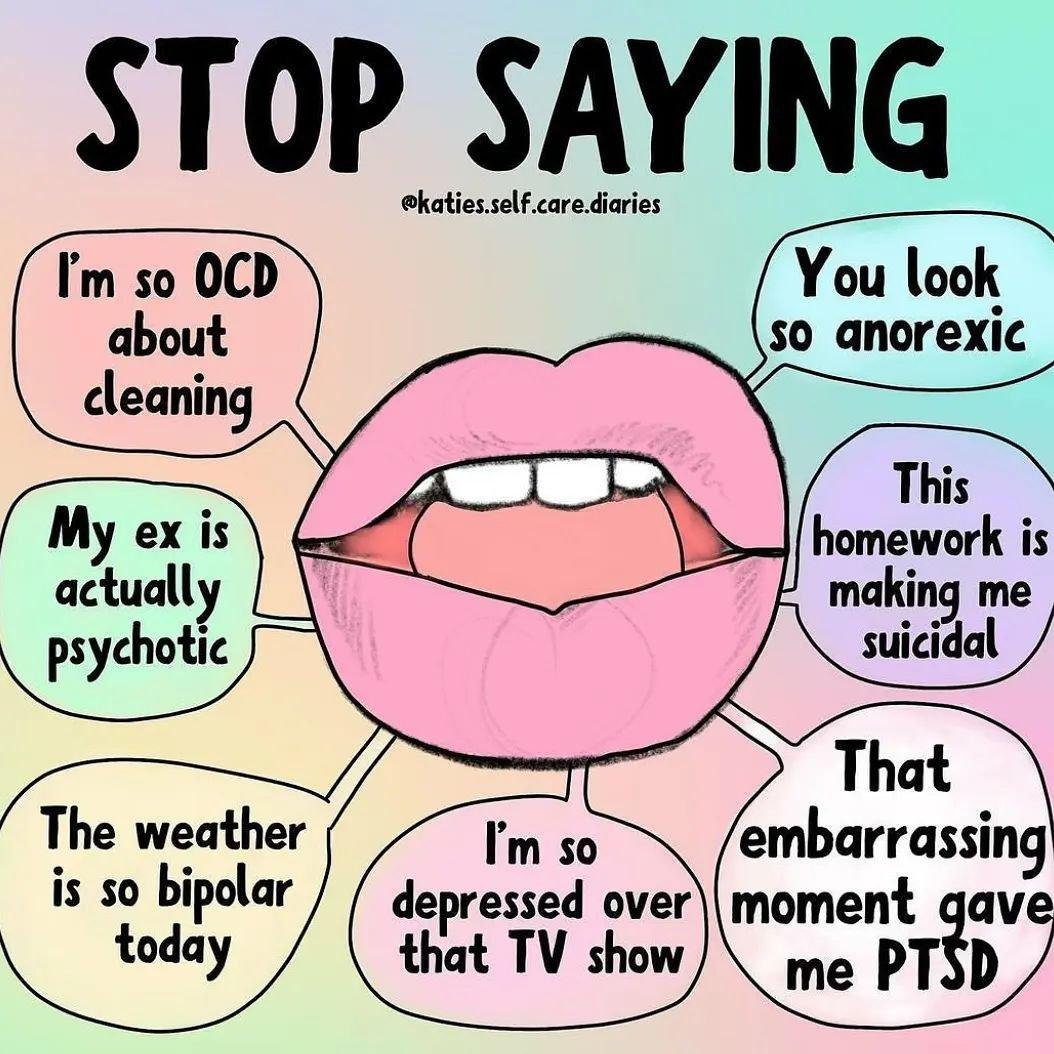 STOP SAYING
@katies.self.care.diaries
I'm so OCD
about
cleaning
You look
so anorexic
My ex is
actually
psychotic
This
homework is
making me
suicidal
The weather
is so bipolar
today
I'm so
depressed over
that TV show
That
embarrassing
moment gave
me PTSD